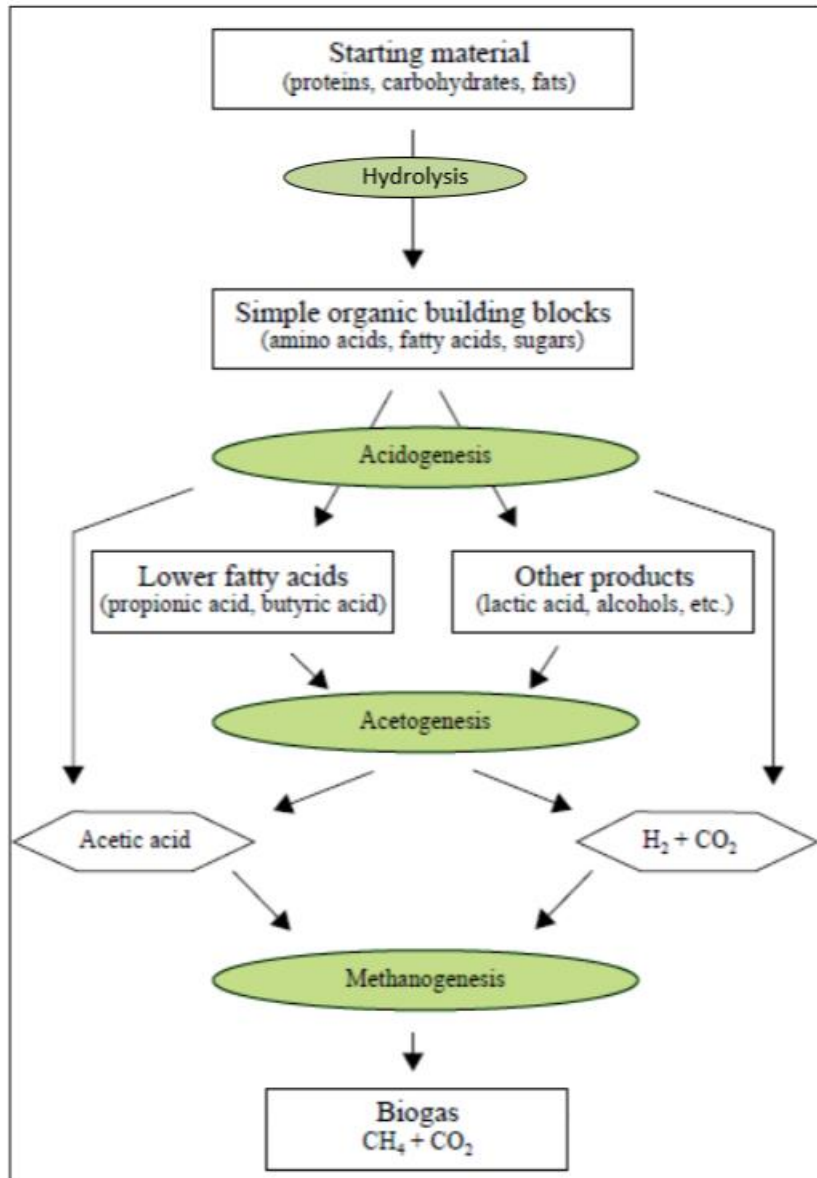 Starting material
(proteins, carbohydrates, fats)
Hydrolysis
Simple organic building blocks
(amino acids, fatty acids, sugars)
Acidogenesis
Lower fatty acids
(propionic acid, butyric acid)
Other products
(lactic acid, alcohols, etc.)
Acetogenesis
Acetic acid
H₂ + CO₂
Methanogenesis
Biogas
CH₄ + CO₂